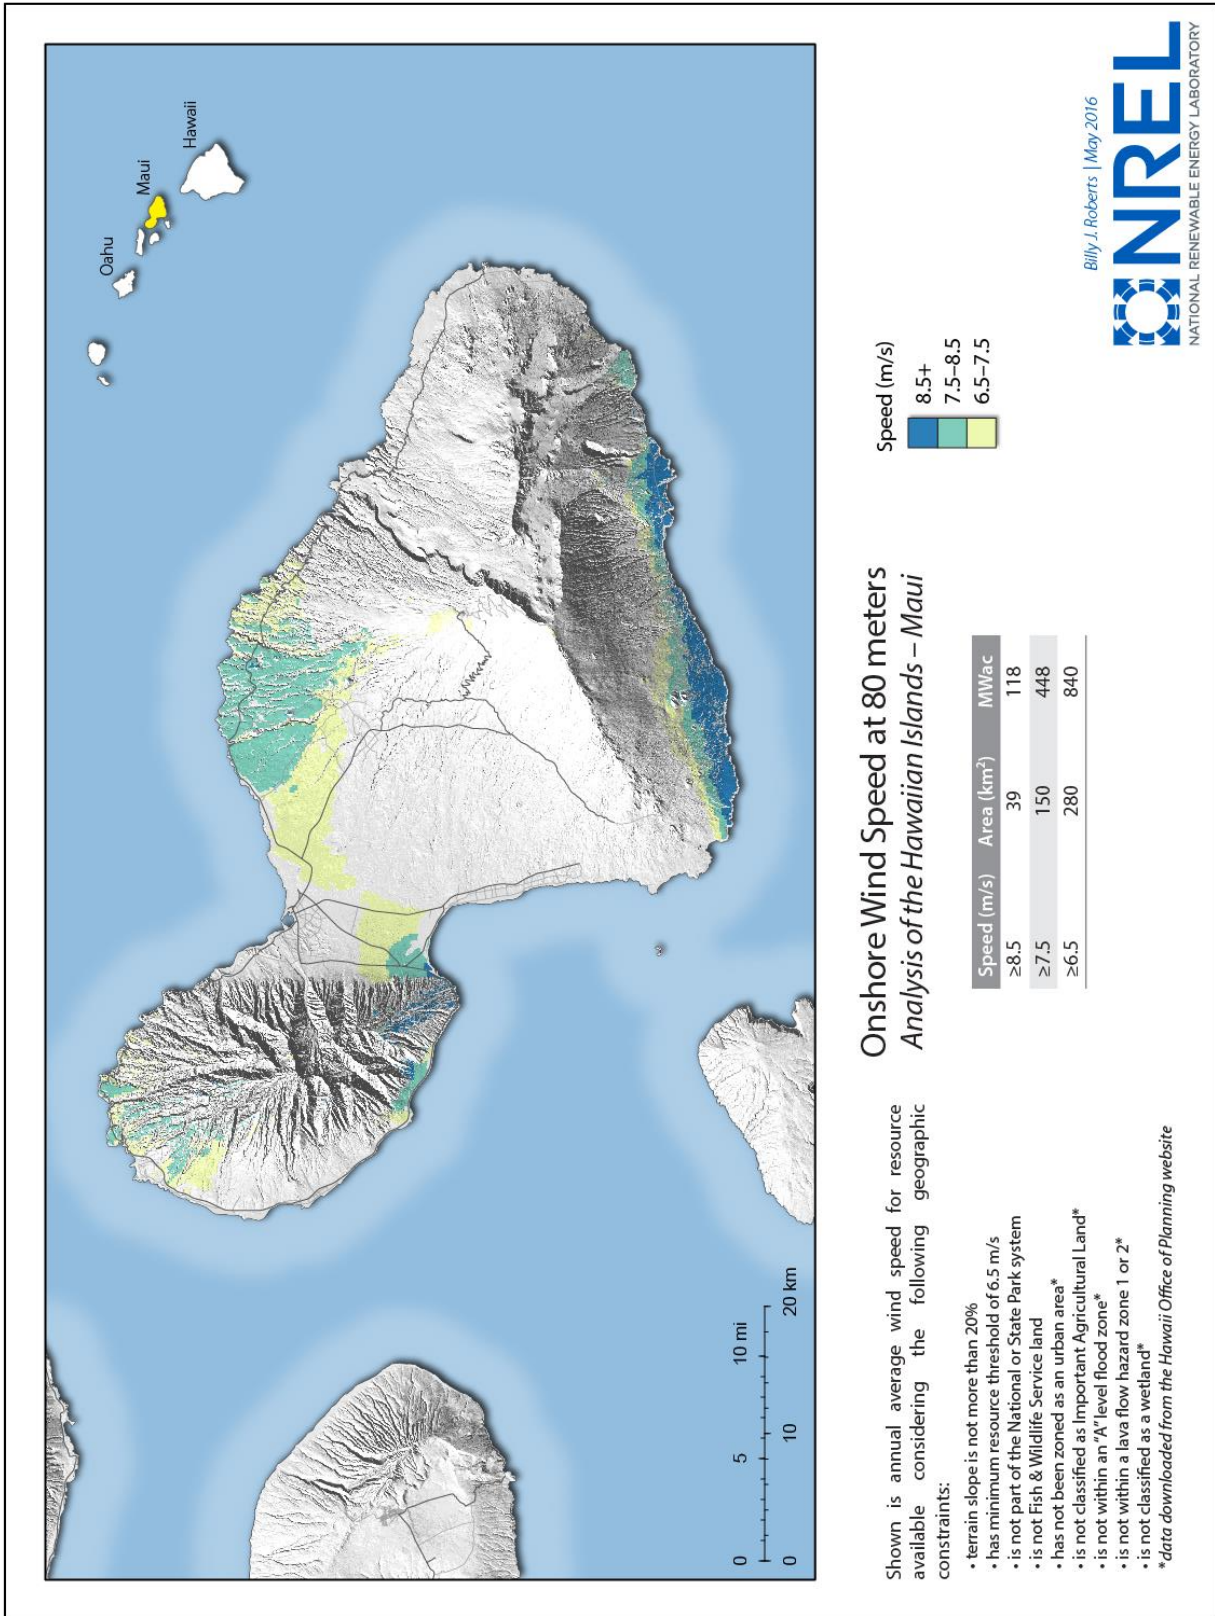 Oahu
Maui
Hawaii
0 5 10 mi
0 10 20 km
Shown is annual average wind speed for resource
available considering the following geographic
constraints:
• terrain slope is not more than 20%
• has minimum resource threshold of 6.5 m/s
• is not part of the National or State Park system
• is not Fish & Wildlife Service land
• has not been zoned as an urban area*
• is not classified as Important Agricultural Land*
• is not within an "A" level flood zone*
• is not within a lava flow hazard zone 1 or 2*
• is not classified as a wetland*
*data downloaded from the Hawaii Office of Planning website
Onshore Wind Speed at 80 meters
Analysis of the Hawaiian Islands – Maui
Speed (m/s) Area (km²) MWac
≥8.5 39 118
≥7.5 150 448
≥6.5 280 840
Speed (m/s)
8.5+
7.5–8.5
6.5–7.5
Billy J. Roberts | May 2016
NREL
NATIONAL RENEWABLE ENERGY LABORATORY